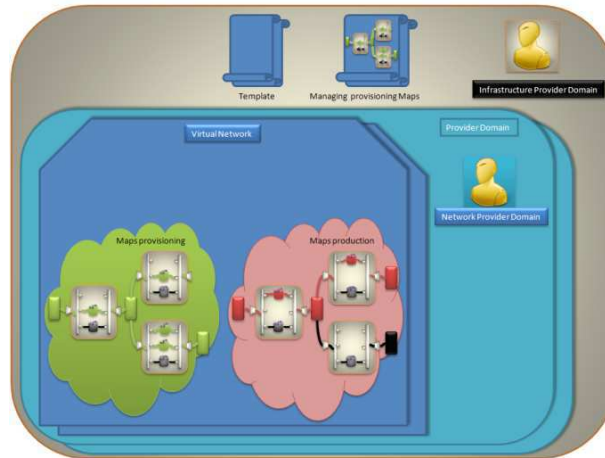 Template
Managing provisioning Maps
Infrastructure Provider Domain
Virtual Network
Provider Domain
Network Provider Domain
Maps provisioning
Maps production